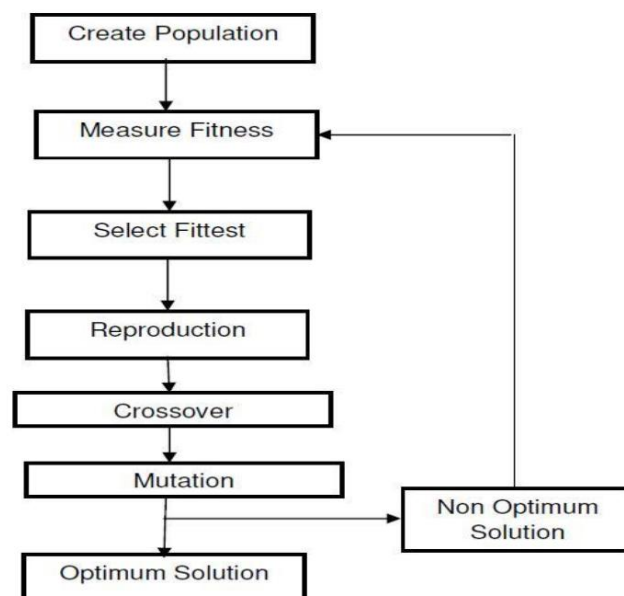 Create Population
Measure Fitness
Select Fittest
Reproduction
Crossover
Mutation
Non Optimum
Solution
Optimum Solution